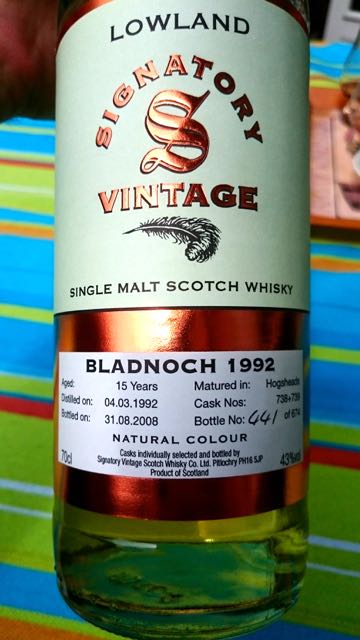 LOWLAND
SIGNATORY
S
VINTAGE
SINGLE MALT SCOTCH WHISKY
BLADNOCH 1992
Aged: 15 Years Matured in: Hogsheads
Distilled on: 04.03.1992 Cask Nos: 738+739
Bottled on: 31.08.2008 Bottle No: 441 of 674
NATURAL COLOUR
Casks individually selected and bottled by
70cl Signatory Vintage Scotch Whisky Co. Ltd. Pitlochry PH16 5JP 43%vol
Product of Scotland